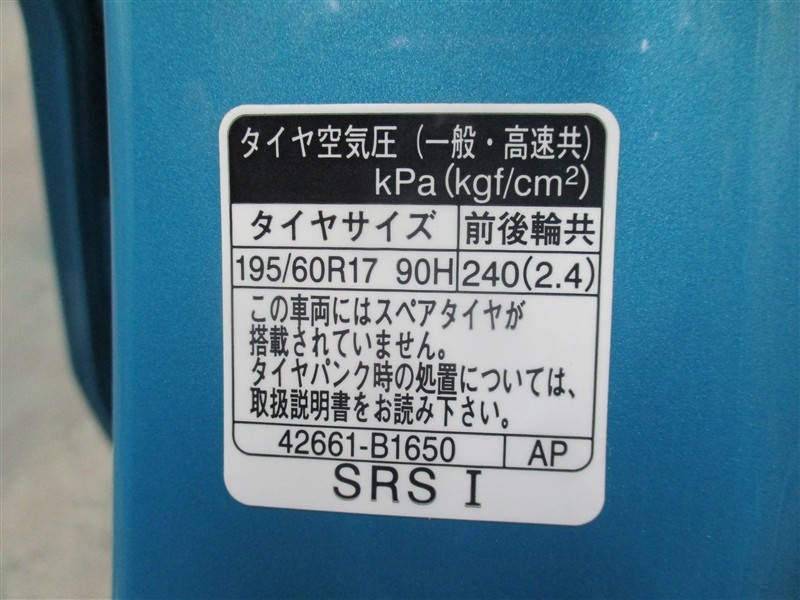 タイヤ空気圧（一般・高速共）
kPa(kgf/cm²)
タイヤサイズ 前後輪共
195/60R17 90H 240(2.4)
この車両にはスペアタイヤが
搭載されていません。
タイヤパンク時の処置については、
取扱説明書をお読み下さい。
42661-B1650 AP
SRS I